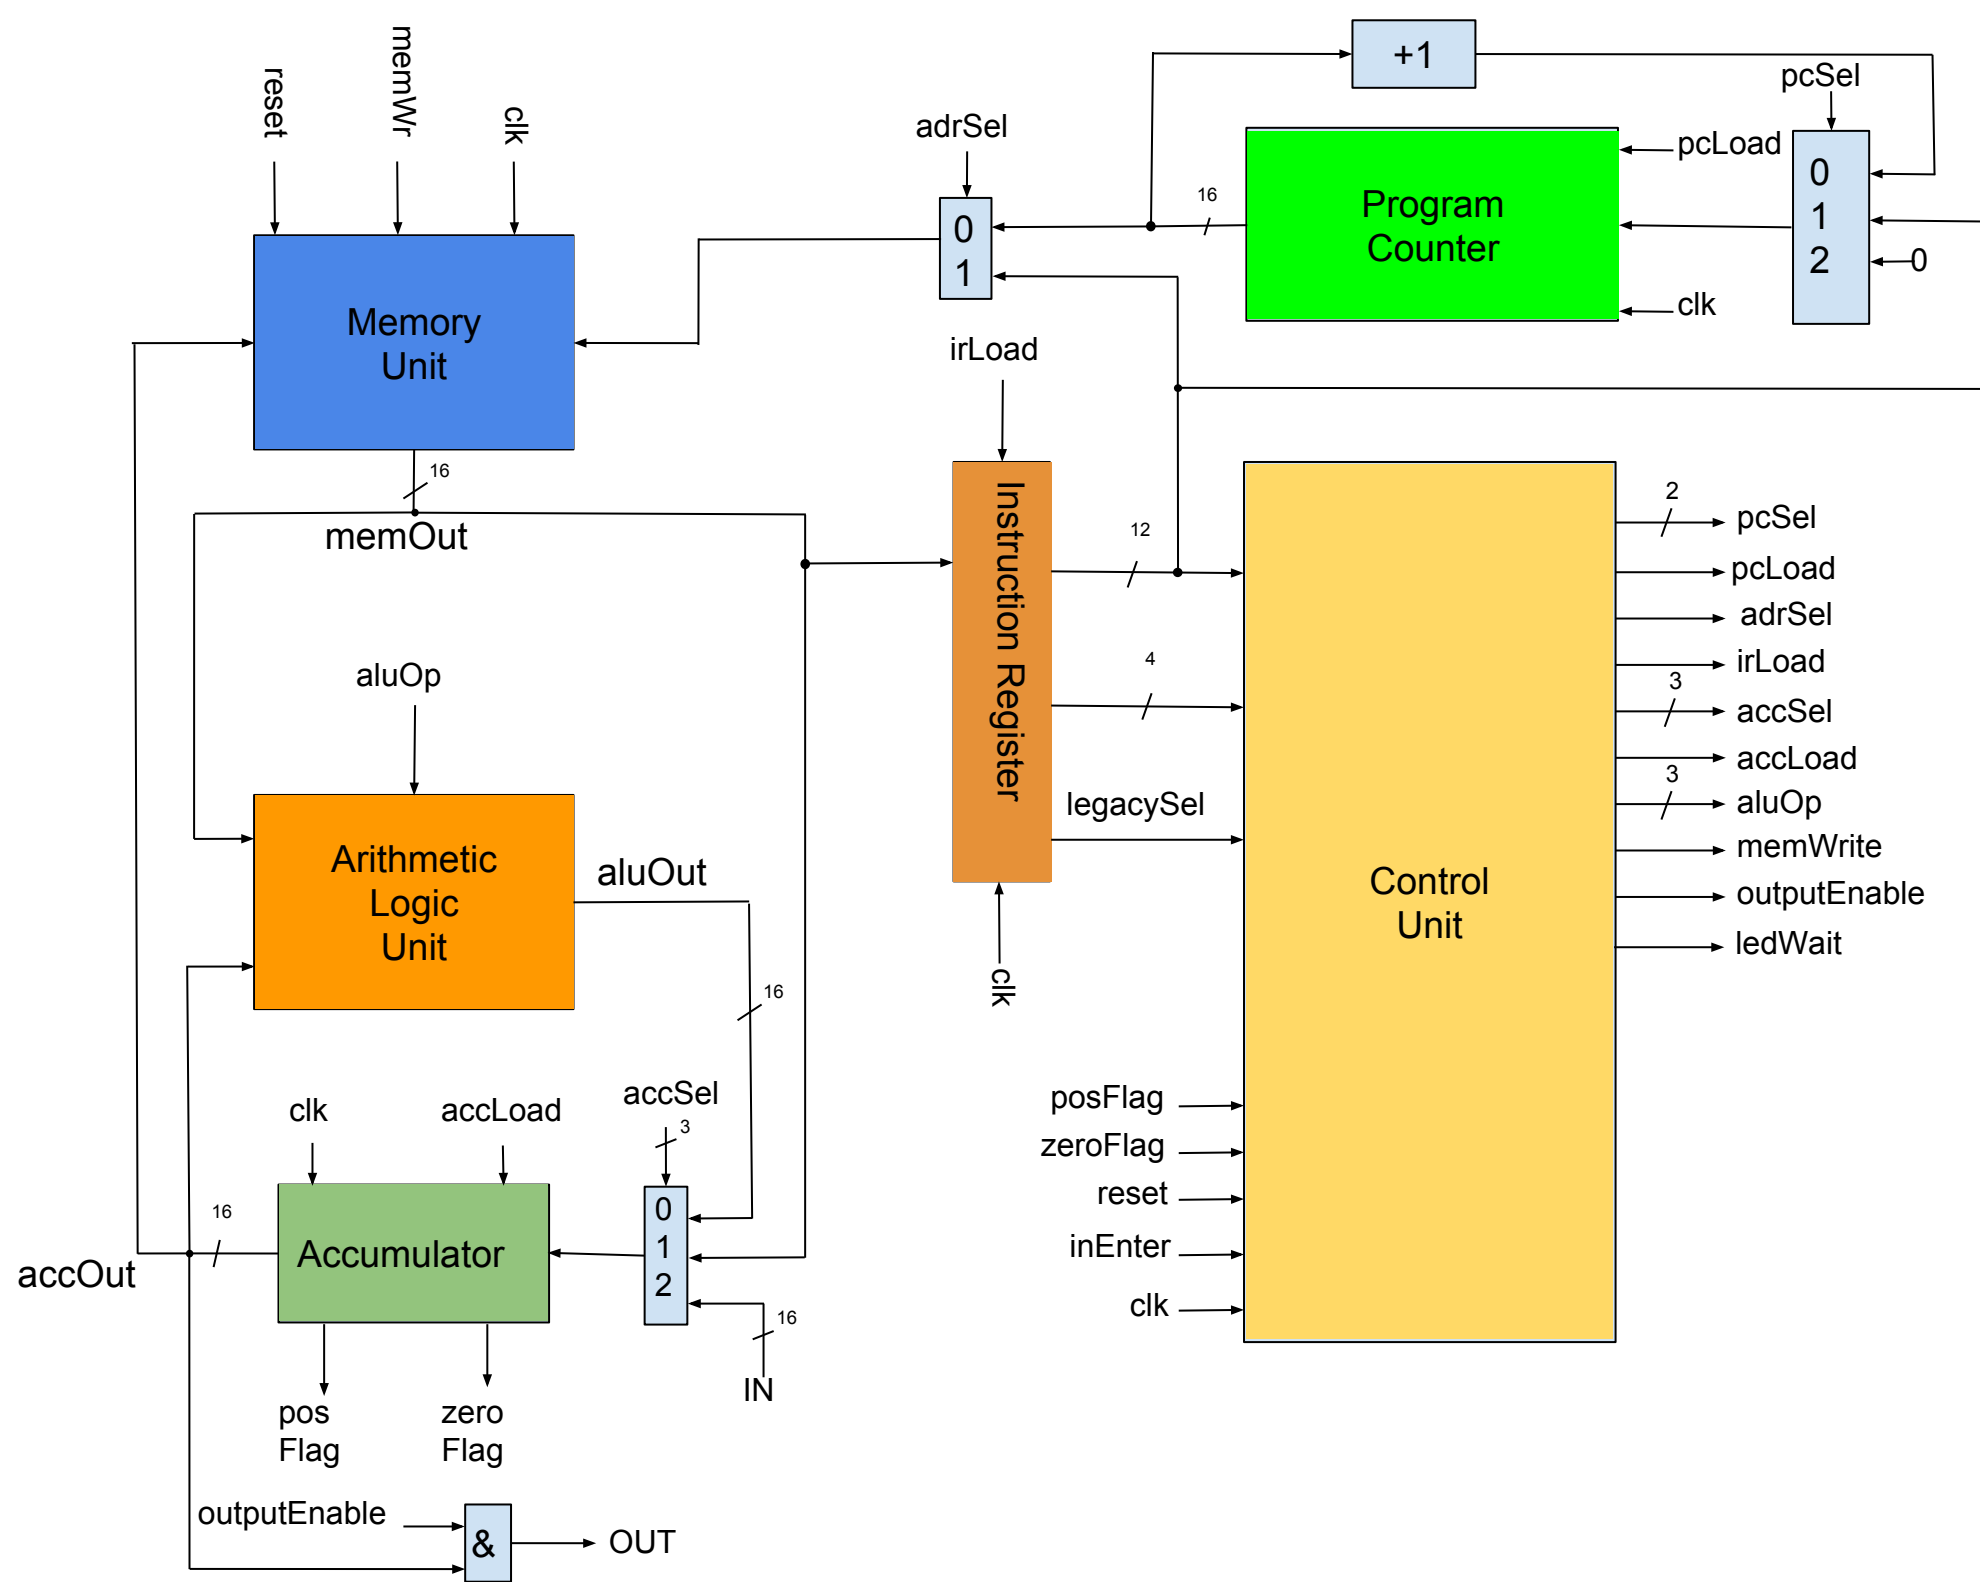 +1
pcSel
reset
memWr
clk
adrSel
pcLoad
0
1
2
0
16
Program
Counter
0
1
clk
Memory
Unit
irLoad
16
memOut
Instruction Register
12
4
legacySel
clk
2
pcSel
pcLoad
adrSel
irLoad
3
accSel
accLoad
3
aluOp
memWrite
outputEnable
ledWait
Control
Unit
aluOp
Arithmetic
Logic
Unit
aluOut
16
posFlag
zeroFlag
reset
inEnter
clk
clk
accLoad
accSel
3
0
1
2
16
Accumulator
accOut
16
IN
pos
Flag
zero
Flag
outputEnable
&
OUT